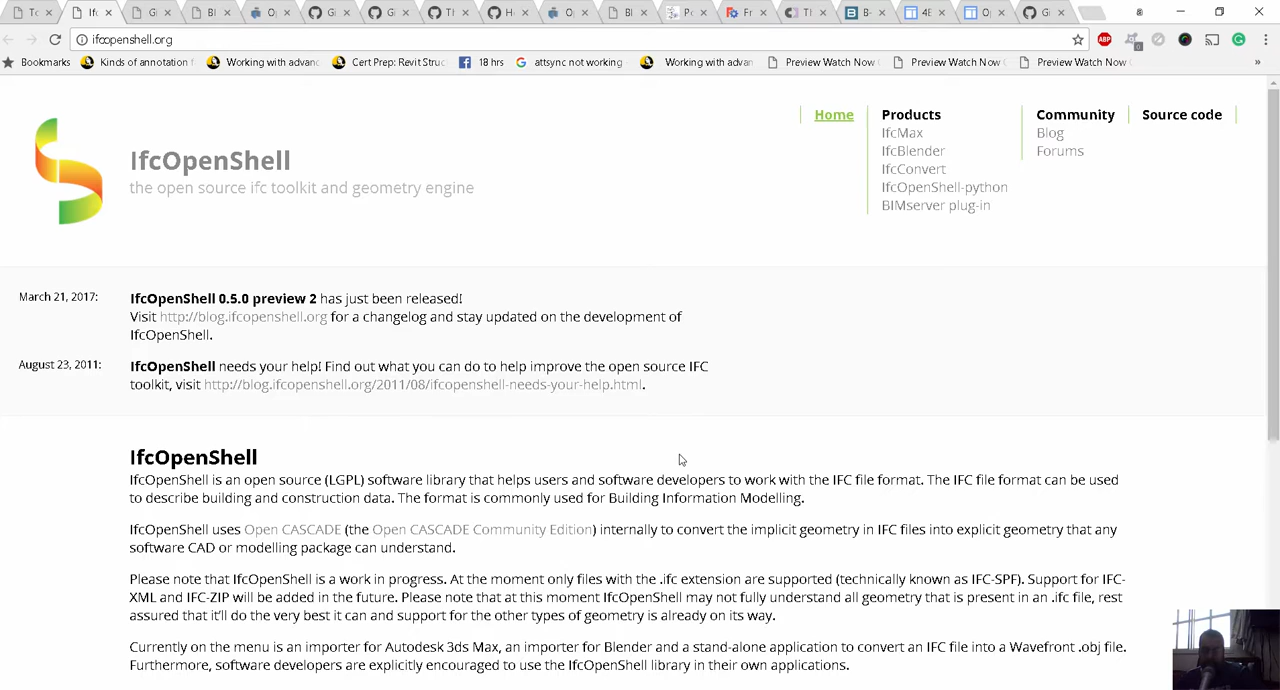 ifcopenshell.org
Bookmarks
Kinds of annotation
Working with advan
Cert Prep: Revit Struc
18 hrs
attsync not working
Working with advan
Preview Watch Now
Preview Watch Now
Preview Watch Now
Home
Products
Community
Source code
IfcMax
Blog
IfcBlender
Forums
IfcConvert
IfcOpenShell-python
BIMserver plug-in
IfcOpenShell
the open source ifc toolkit and geometry engine
March 21, 2017:
IfcOpenShell 0.5.0 preview 2 has just been released!
Visit http://blog.ifcopenshell.org for a changelog and stay updated on the development of
IfcOpenShell.
August 23, 2011:
IfcOpenShell needs your help! Find out what you can do to help improve the open source IFC
toolkit, visit http://blog.ifcopenshell.org/2011/08/ifcopenshell-needs-your-help.html.
IfcOpenShell
IfcOpenShell is an open source (LGPL) software library that helps users and software developers to work with the IFC file format. The IFC file format can be used
to describe building and construction data. The format is commonly used for Building Information Modelling.
IfcOpenShell uses Open CASCADE (the Open CASCADE Community Edition) internally to convert the implicit geometry in IFC files into explicit geometry that any
software CAD or modelling package can understand.
Please note that IfcOpenShell is a work in progress. At the moment only files with the .ifc extension are supported (technically known as IFC-SPF). Support for IFC-
XML and IFC-ZIP will be added in the future. Please note that at this moment IfcOpenShell may not fully understand all geometry that is present in an .ifc file, rest
assured that it'll do the very best it can and support for the other types of geometry is already on its way.
Currently on the menu is an importer for Autodesk 3ds Max, an importer for Blender and a stand-alone application to convert an IFC file into a Wavefront .obj file.
Furthermore, software developers are explicitly encouraged to use the IfcOpenShell library in their own applications.